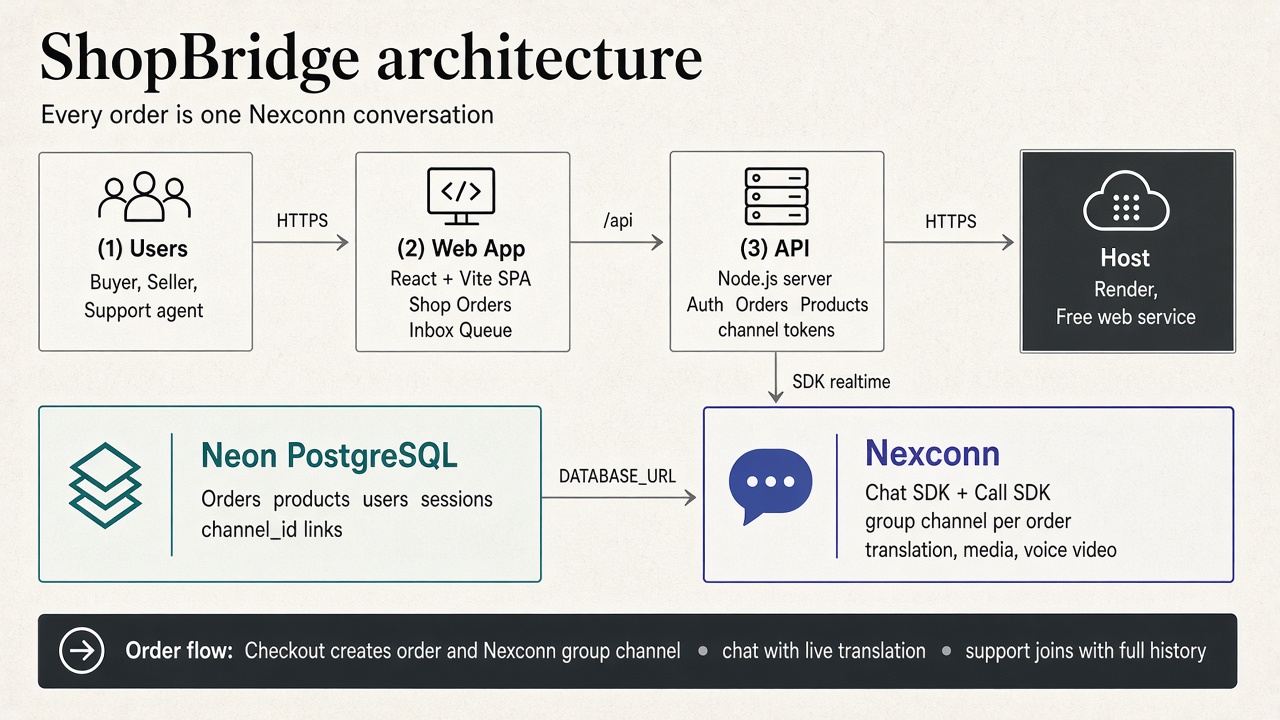 ShopBridge architecture
Every order is one Nexconn conversation
(1) Users
Buyer, Seller,
Support agent
HTTPS
(2) Web App
React + Vite SPA
Shop Orders
Inbox Queue
/api
(3) API
Node.js server
Auth Orders Products
channel tokens
HTTPS
Host
Render,
Free web service
SDK realtime
Neon PostgreSQL
Orders products users sessions
channel_id links
DATABASE_URL
Nexconn
Chat SDK + Call SDK
group channel per order
translation, media, voice video
Order flow: Checkout creates order and Nexconn group channel • chat with live translation • support joins with full history